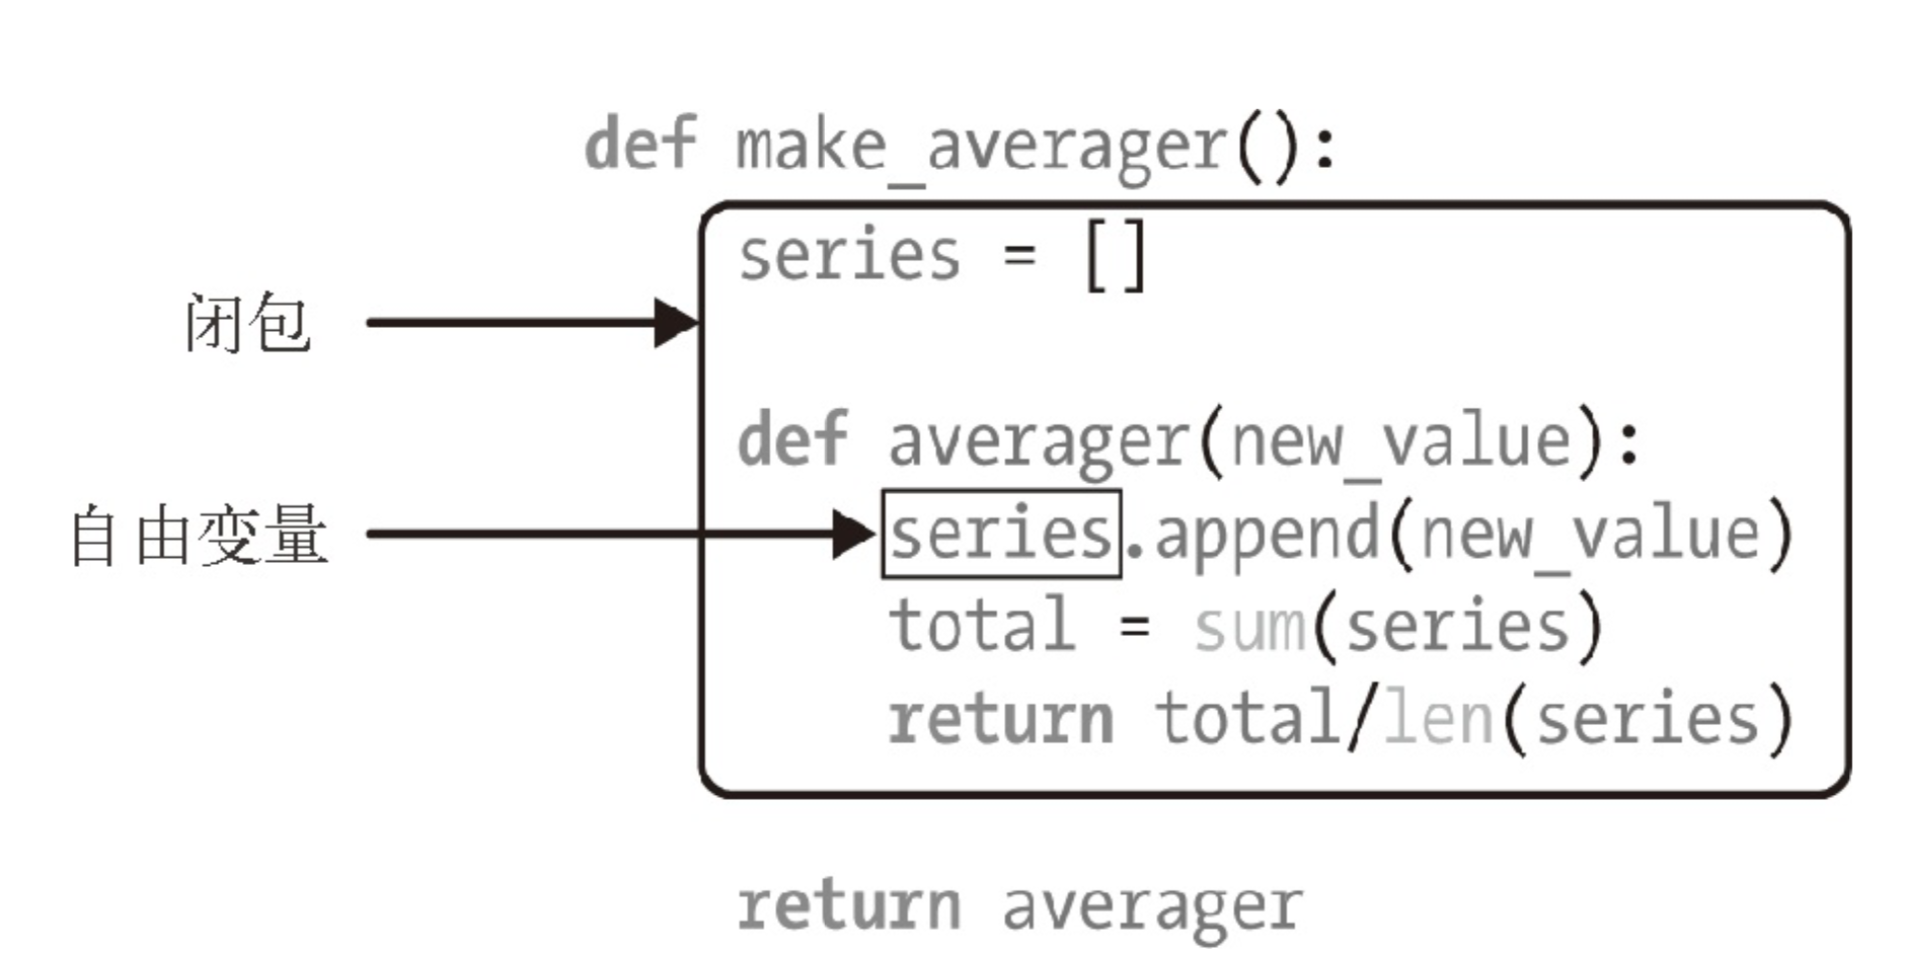 def make_averager():
series = []
闭包
def averager(new_value):
自由变量
series.append(new_value)
total = sum(series)
return total/len(series)
return averager